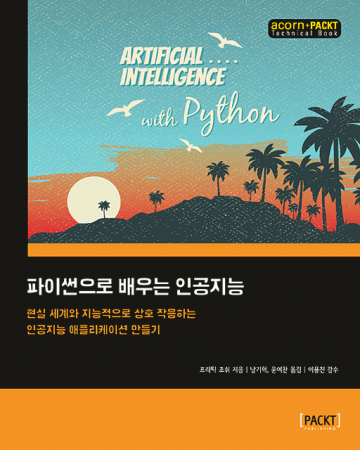 acorn+PACKT
Technical Book
ARTIFICIAL ....
INTELLIGENCE
with Python
파이썬으로 배우는 인공지능
현실 세계와 지능적으로 상호 작용하는
인공지능 애플리케이션 만들기
프라틱 조쉬 지음 | 남기혁, 윤여찬 옮김 | 이용진 감수
[PACKT]
PUBLISHING